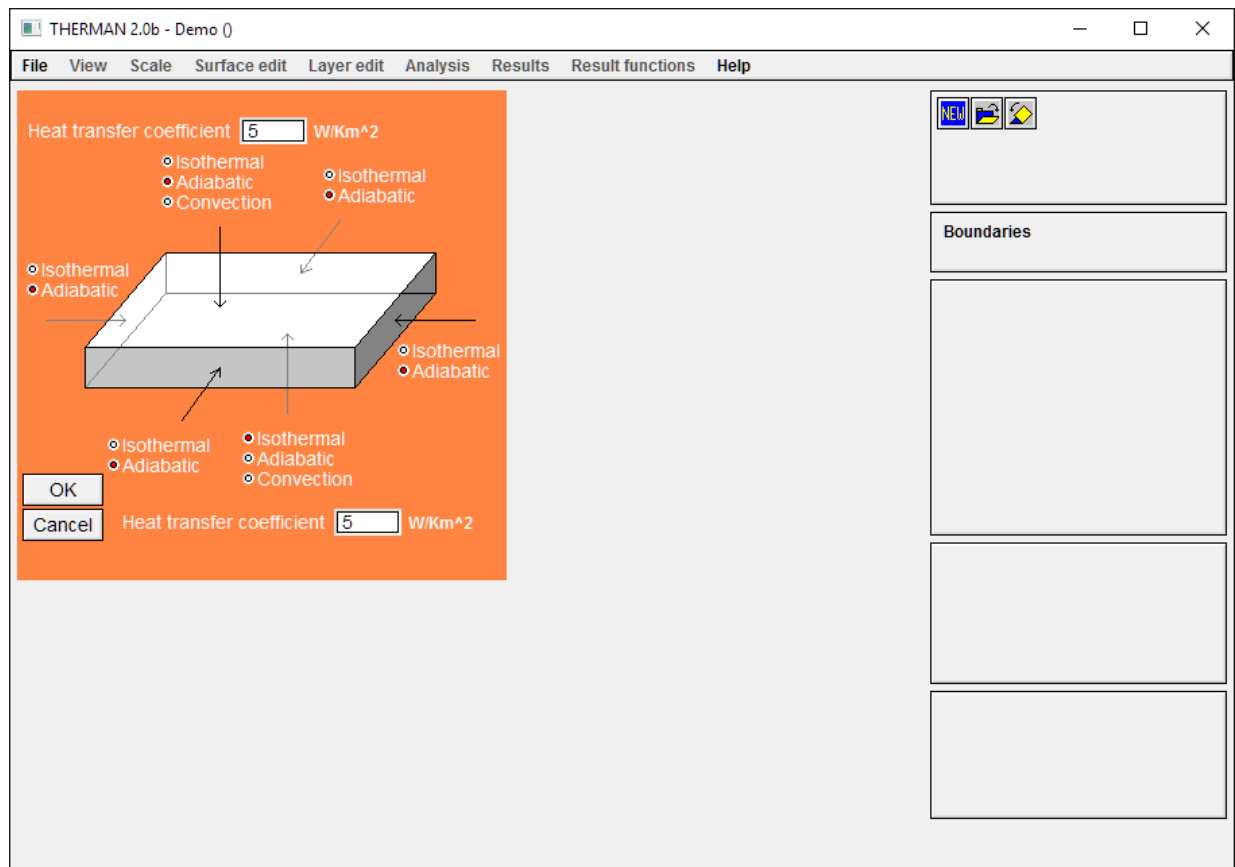 THERMAN 2.0b - Demo ()
File View Scale Surface edit Layer edit Analysis Results Result functions Help
NEW
Heat transfer coefficient 5 W/Km^2
Isothermal
Adiabatic
Convection
Isothermal
Adiabatic
Boundaries
Isothermal
Adiabatic
Isothermal
Adiabatic
Isothermal
Adiabatic
Isothermal
Adiabatic
Convection
OK
Cancel
Heat transfer coefficient 5 W/Km^2